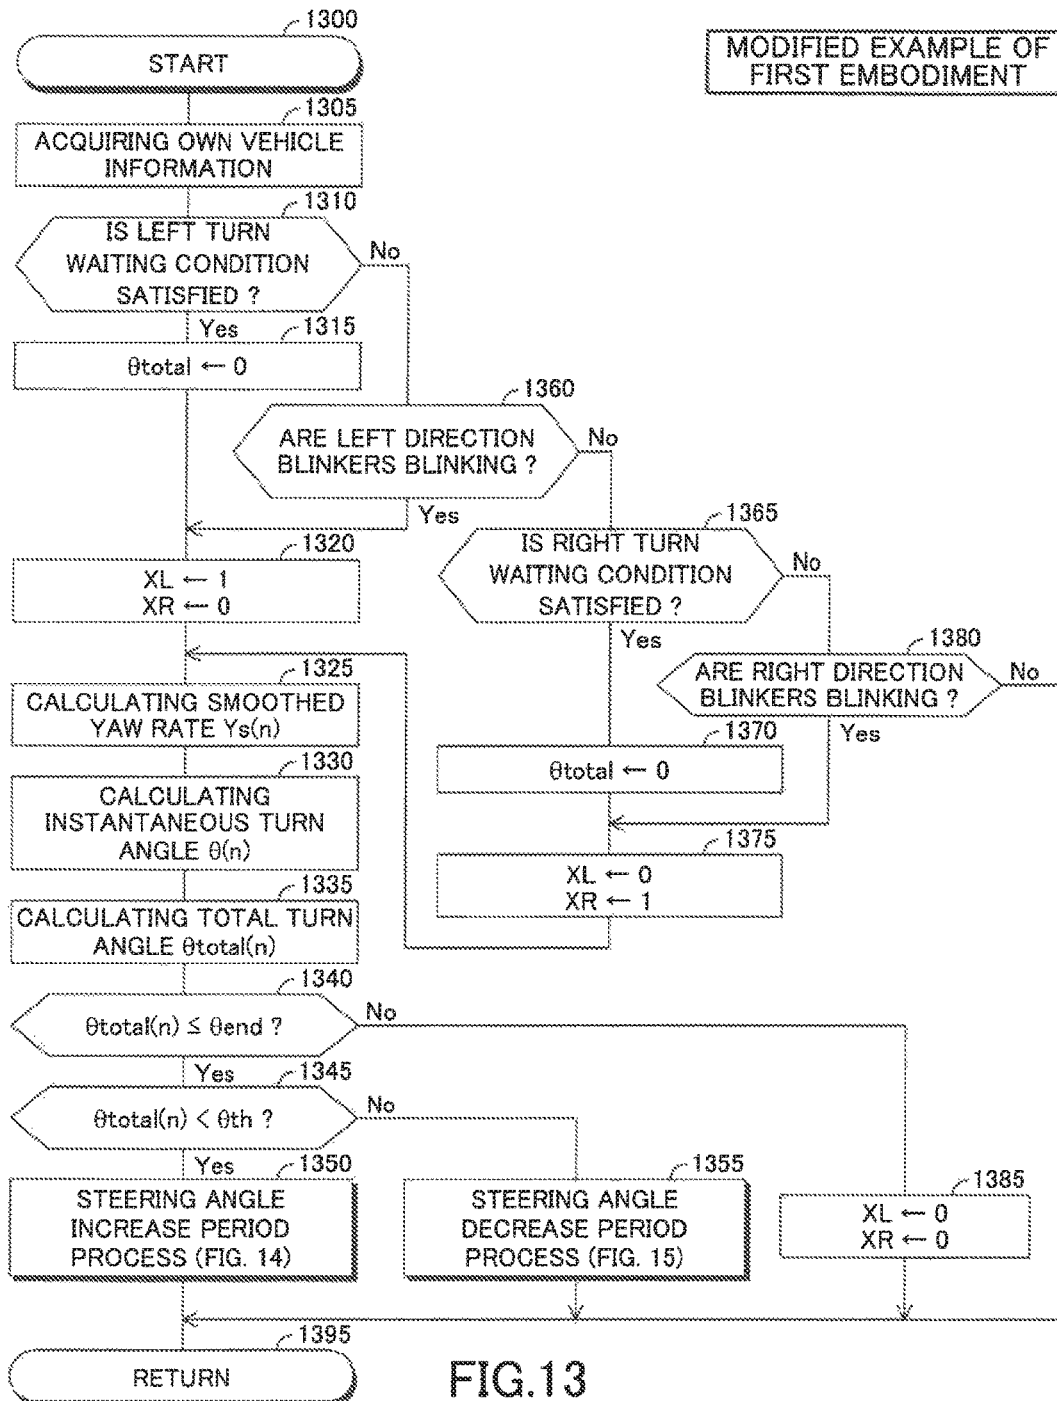 1300
START
MODIFIED EXAMPLE OF
FIRST EMBODIMENT
1305
ACQUIRING OWN VEHICLE
INFORMATION
1310
IS LEFT TURN
WAITING CONDITION
SATISFIED ?
No
Yes
1315
θtotal ← 0
1360
ARE LEFT DIRECTION
BLINKERS BLINKING ?
No
Yes
1320
XL ← 1
XR ← 0
1365
IS RIGHT TURN
WAITING CONDITION
SATISFIED ?
No
Yes
1380
ARE RIGHT DIRECTION
BLINKERS BLINKING ?
No
Yes
1325
CALCULATING SMOOTHED
YAW RATE Ys(n)
1370
θtotal ← 0
1330
CALCULATING
INSTANTANEOUS TURN
ANGLE θ(n)
1375
XL ← 0
XR ← 1
1335
CALCULATING TOTAL TURN
ANGLE θtotal(n)
1340
θtotal(n) ≤ θend ?
No
Yes
1345
θtotal(n) < θth ?
No
Yes
1350
STEERING ANGLE
INCREASE PERIOD
PROCESS (FIG. 14)
1355
STEERING ANGLE
DECREASE PERIOD
PROCESS (FIG. 15)
1385
XL ← 0
XR ← 0
1395
RETURN
FIG.13